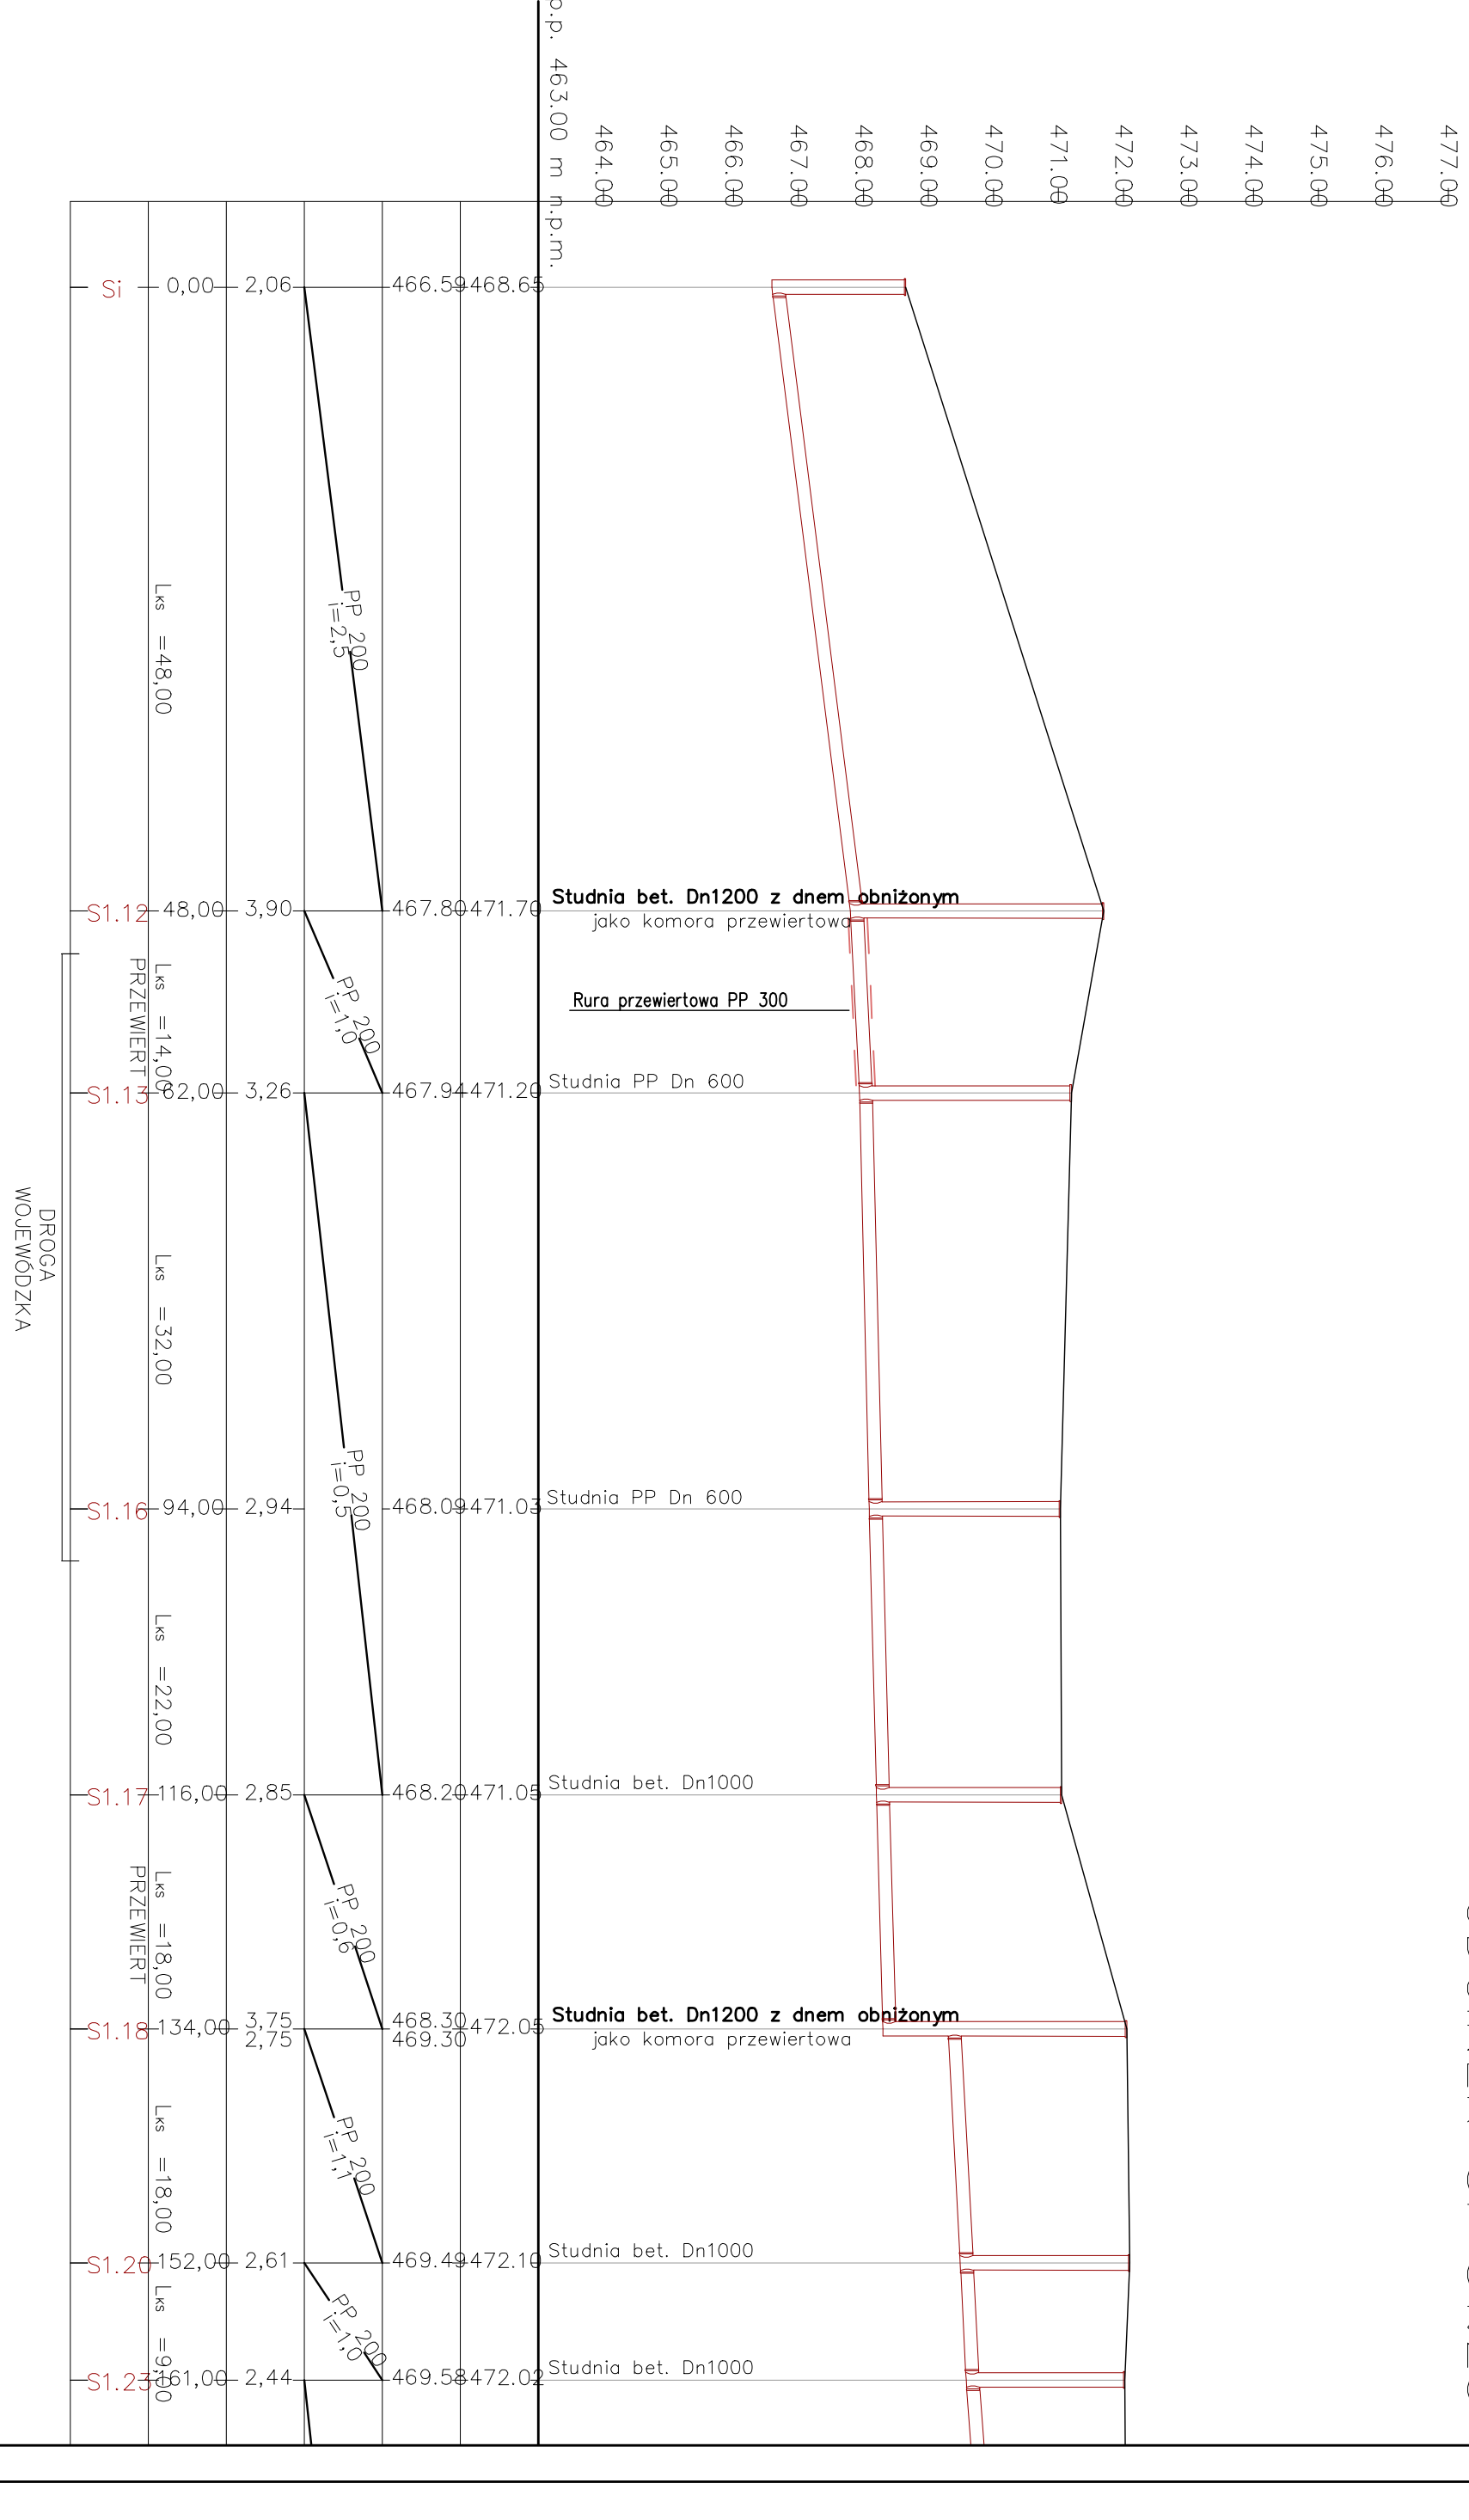 p.p. 463.00 m n.p.m.
464.00
465.00
466.00
467.00
468.00
469.00
470.00
471.00
472.00
473.00
474.00
475.00
476.00
477.00
Si 0,00 2,06 466.59 468.65
Lks =48,00
PP 200
i=2,5
S1.12 48,00 3,90 467.80 471.70
Studnia bet. Dn1200 z dnem obniżonym
jako komora przewiertowa
Lks =14,00
PRZEWIERT
PP 200
i=1,0
Rura przewiertowa PP 300
S1.13 62,00 3,26 467.94 471.20
Studnia PP Dn 600
Lks =32,00
DROGA
WOJEWÓDZKA
PP 200
i=0,5
S1.16 94,00 2,94 468.09 471.03
Studnia PP Dn 600
Lks =22,00
S1.17 116,00 2,85 468.20 471.05
Studnia bet. Dn1000
Lks =18,00
PRZEWIERT
PP 200
i=0,6
S1.18 134,00 3,75 468.30 472.05
2,75 469.30
Studnia bet. Dn1200 z dnem obniżonym
jako komora przewiertowa
Lks =18,00
PP 200
i=1,1
S1.20 152,00 2,61 469.49 472.10
Studnia bet. Dn1000
Lks =9,00
PP 200
i=1,0
S1.23 161,00 2,44 469.58 472.02
Studnia bet. Dn1000